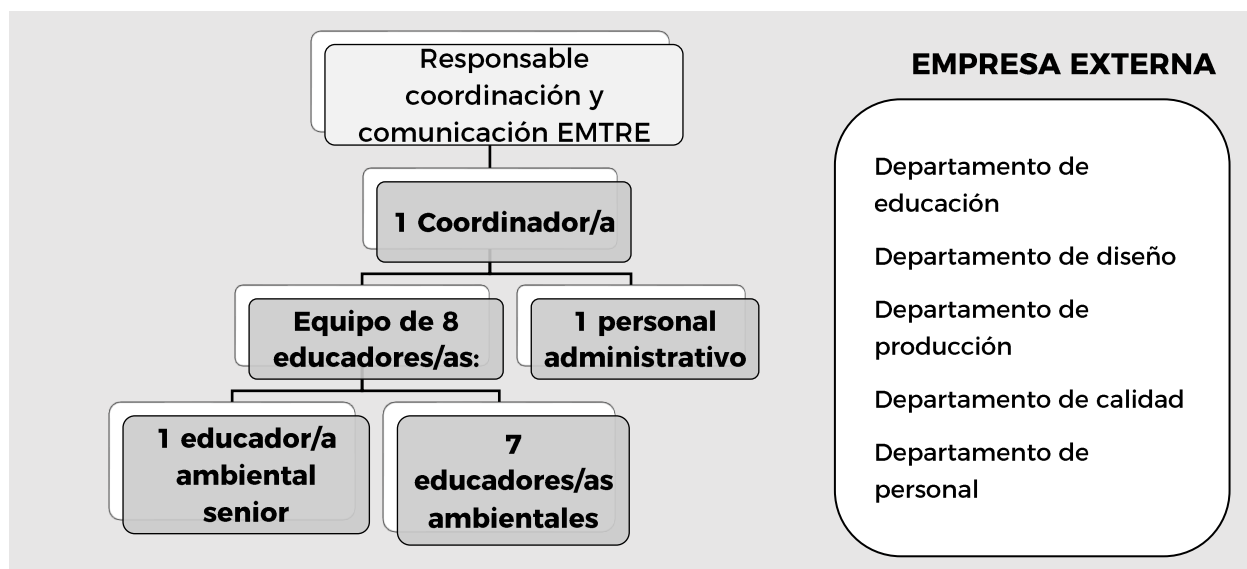 Responsable
coordinación y
comunicación EMTRE
1 Coordinador/a
Equipo de 8
educadores/as:
1 personal
administrativo
1 educador/a
ambiental
senior
7
educadores/as
ambientales
EMPRESA EXTERNA
Departamento de
educación
Departamento de diseño
Departamento de
producción
Departamento de calidad
Departamento de
personal